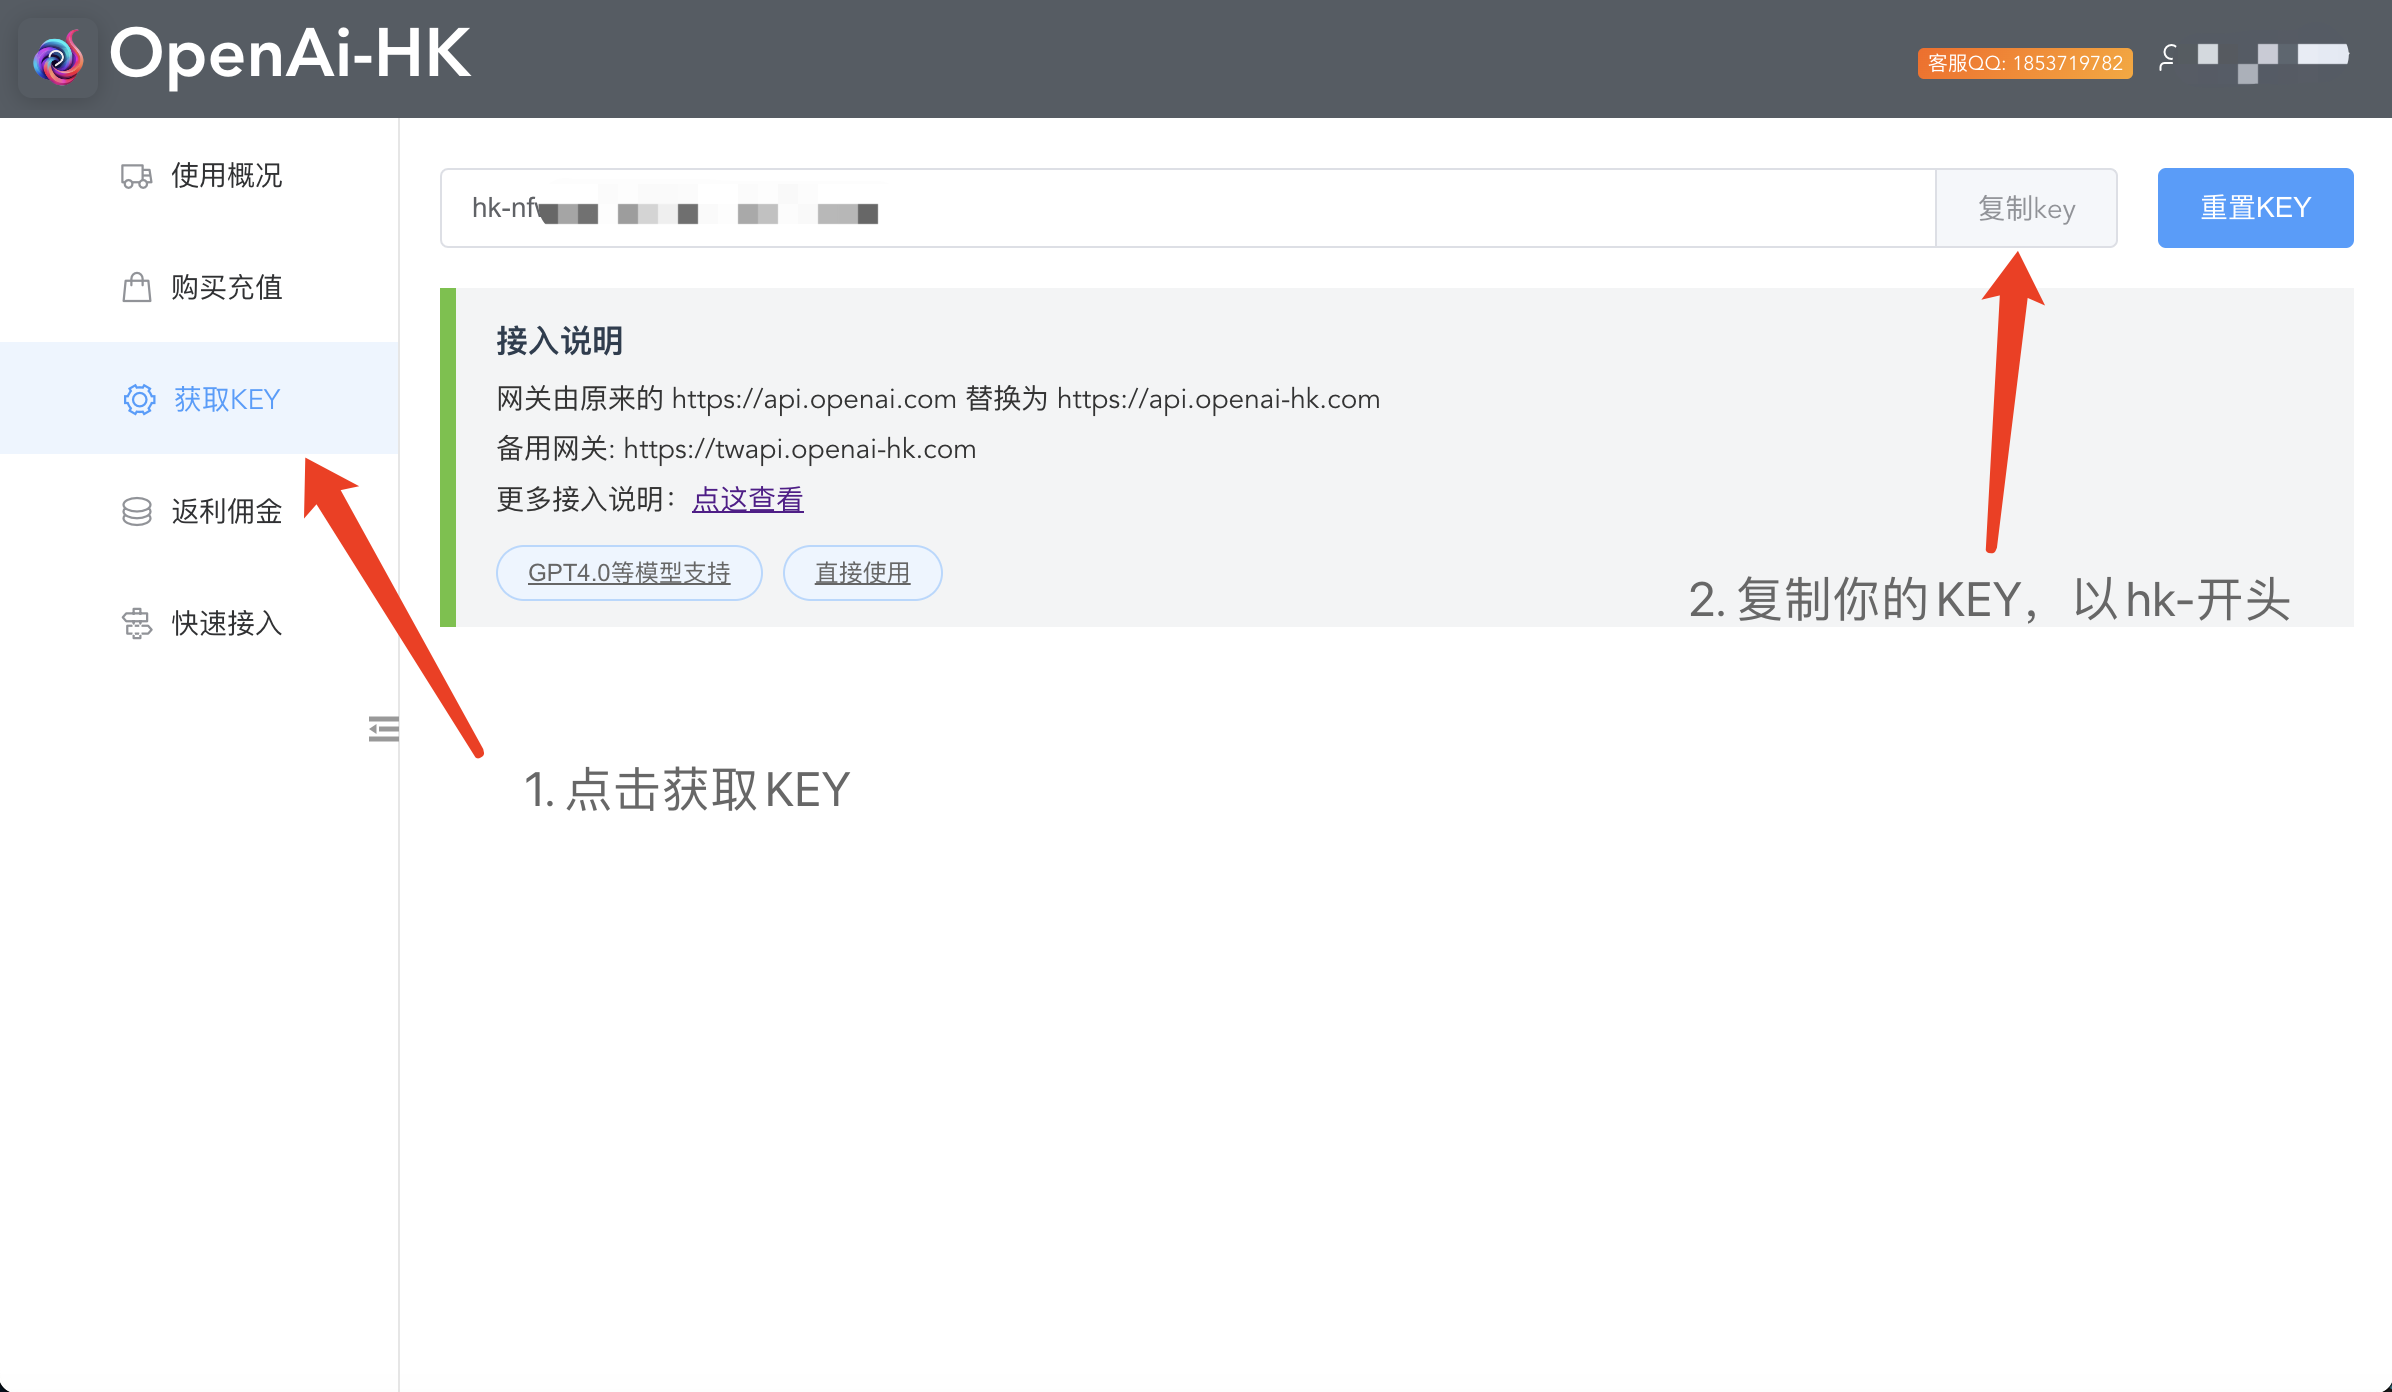 OpenAi-HK
客服QQ: 1853719782
使用概况
购买充值
获取KEY
返利佣金
快速接入
hk-nf
复制key
重置KEY
接入说明
网关由原来的 https://api.openai.com 替换为 https://api.openai-hk.com
备用网关: https://twapi.openai-hk.com
更多接入说明：点这查看
GPT4.0等模型支持
直接使用
2. 复制你的KEY，以hk-开头
1. 点击获取KEY